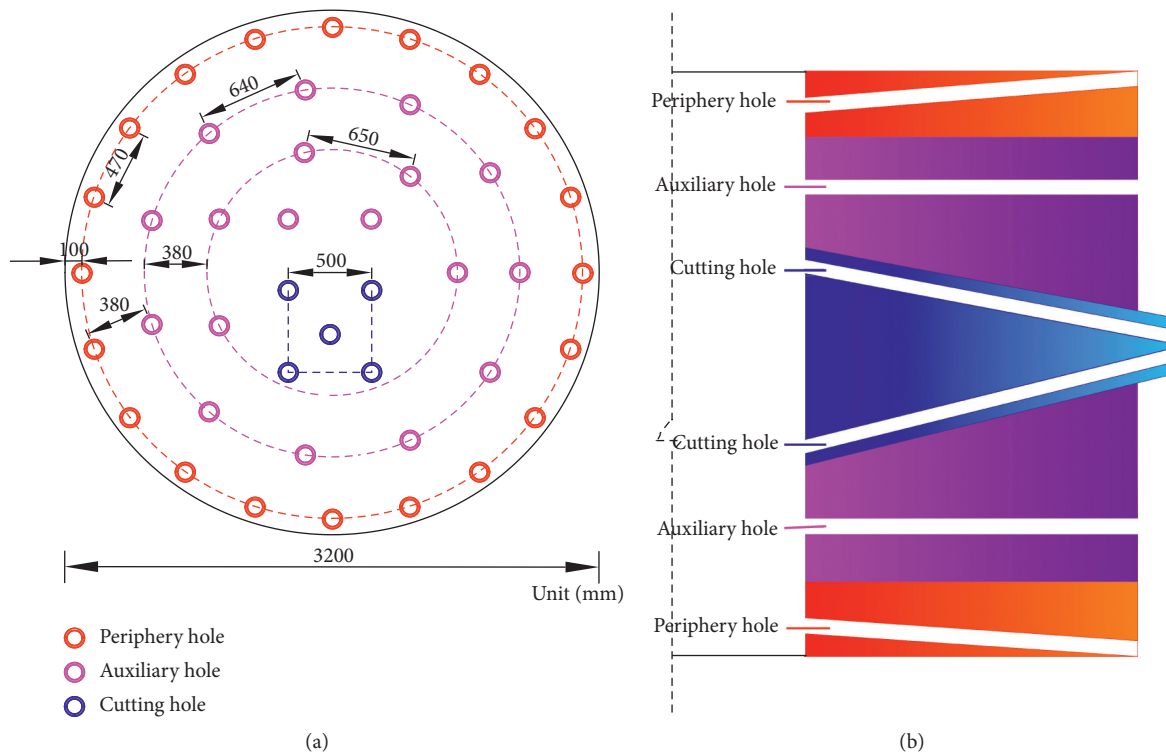 640
650
470
100
380
500
380
3200
Unit (mm)
Periphery hole
Auxiliary hole
Cutting hole
(a)
Periphery hole
Auxiliary hole
Cutting hole
Cutting hole
Auxiliary hole
Periphery hole
(b)